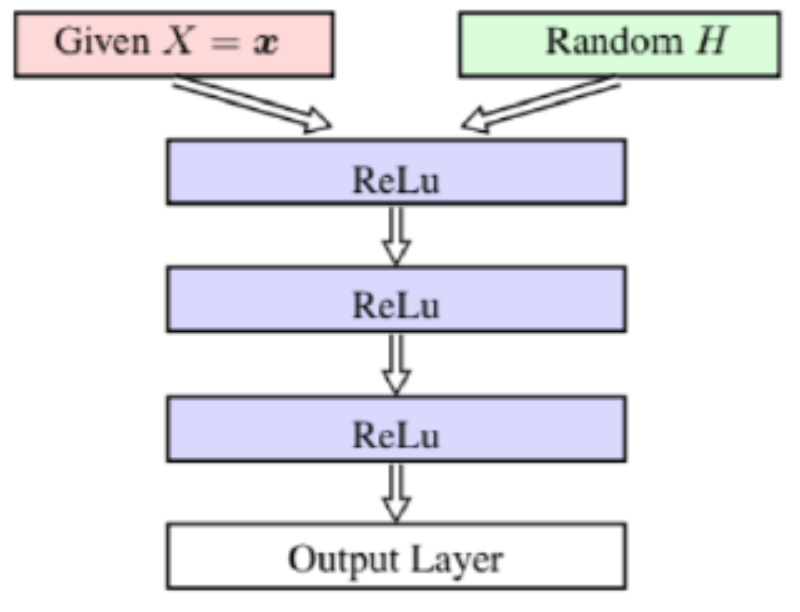 Given X = x
Random H
ReLu
ReLu
ReLu
Output Layer